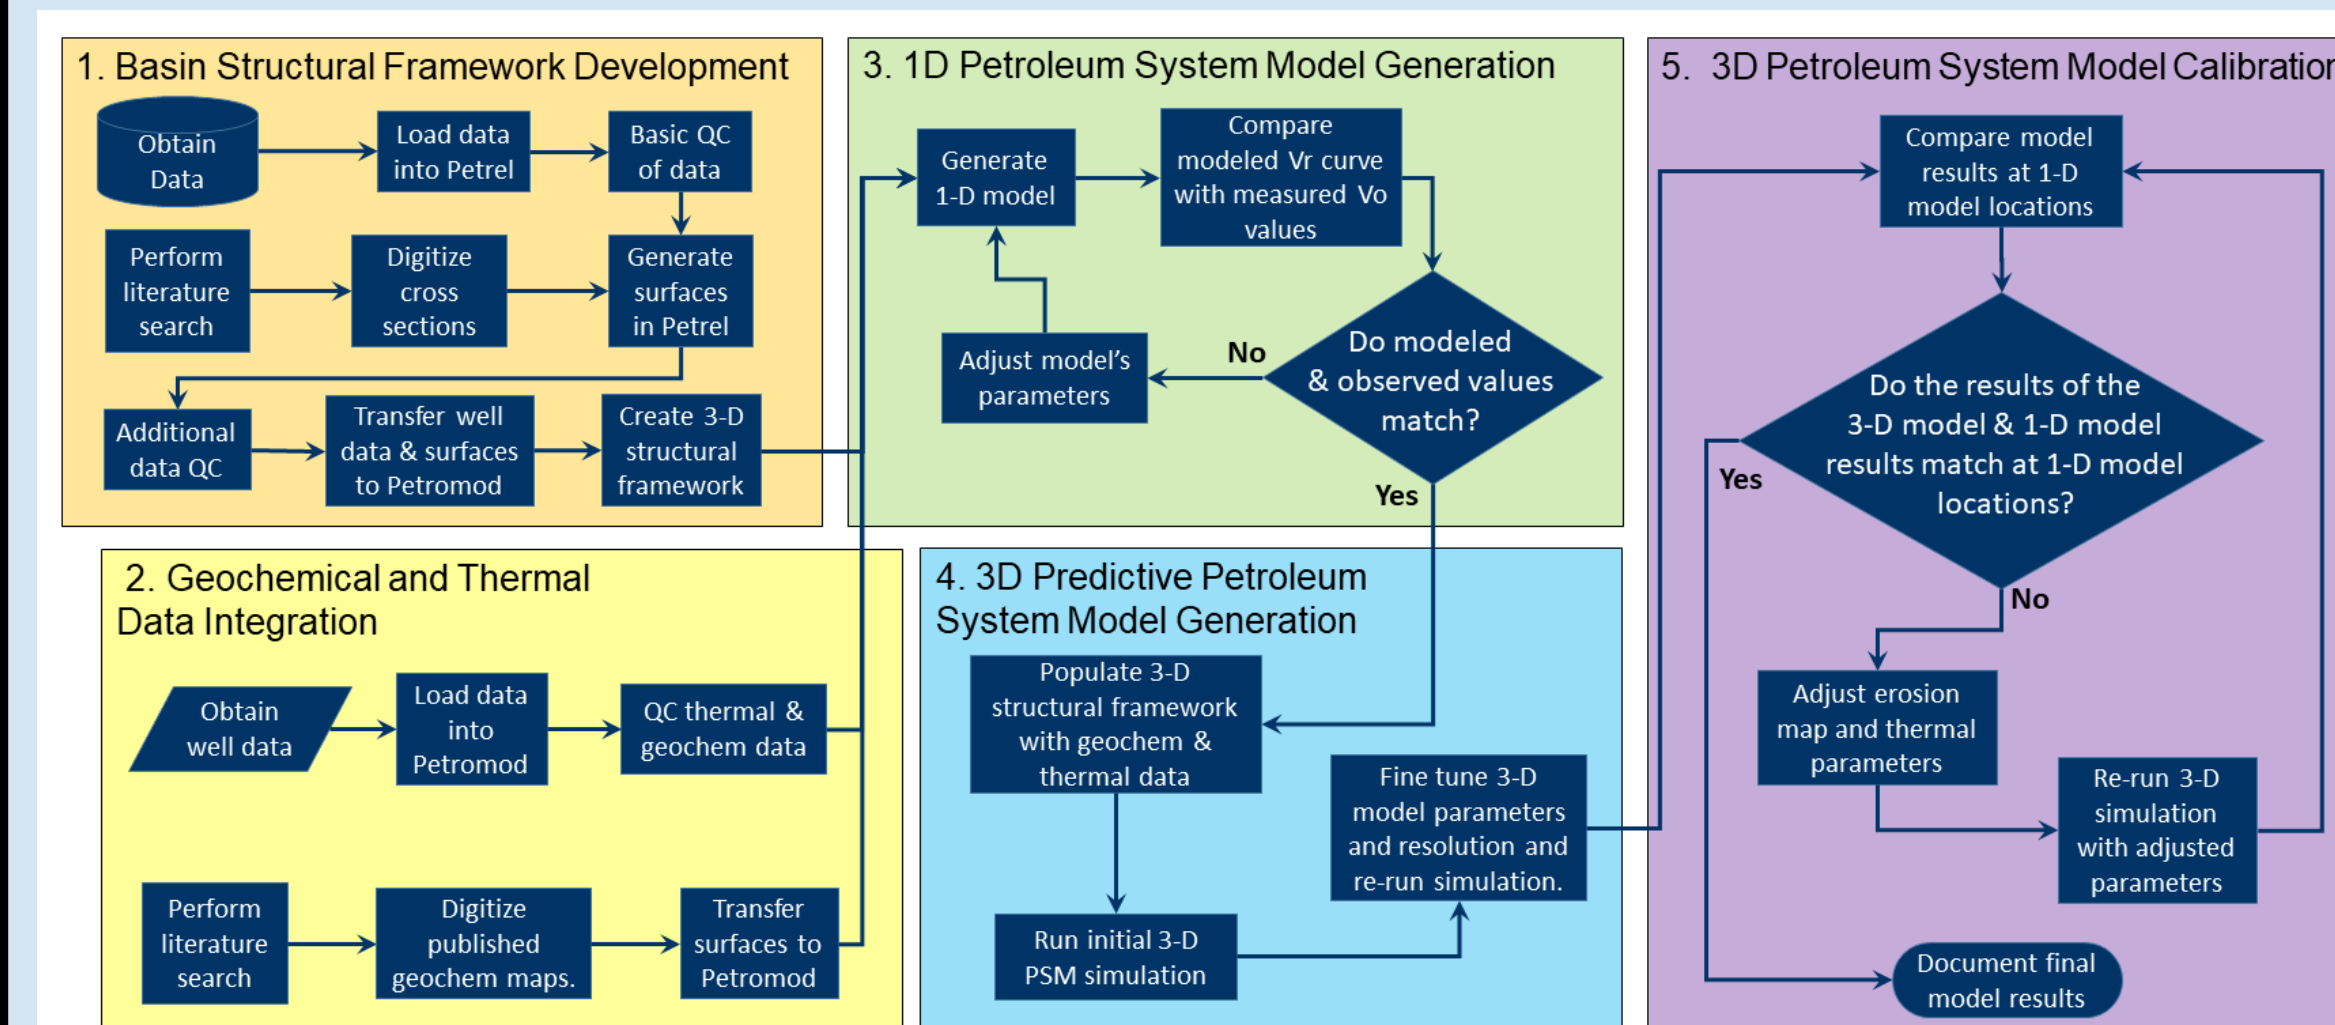 1. Basin Structural Framework Development
Obtain
Data
Load data
into Petrel
Basic QC
of data
Perform
literature
search
Digitize
cross
sections
Generate
surfaces
in Petrel
Additional
data QC
Transfer well
data & surfaces
to Petromod
Create 3-D
structural
framework
2. Geochemical and Thermal
Data Integration
Obtain
well data
Load data
into
Petromod
QC thermal &
geochem data
Perform
literature
search
Digitize
published
geochem maps.
Transfer
surfaces to
Petromod
3. 1D Petroleum System Model Generation
Generate
1-D model
Compare
modeled Vr curve
with measured Vo
values
Do modeled
& observed values
match?
No
Adjust model's
parameters
Yes
4. 3D Predictive Petroleum
System Model Generation
Populate 3-D
structural framework
with geochem &
thermal data
Run initial 3-D
PSM simulation
Fine tune 3-D
model parameters
and resolution and
re-run simulation.
5. 3D Petroleum System Model Calibration
Compare model
results at 1-D
model locations
Do the results of the
3-D model & 1-D model
results match at 1-D model
locations?
Yes
No
Adjust erosion
map and thermal
parameters
Re-run 3-D
simulation
with adjusted
parameters
Document final
model results